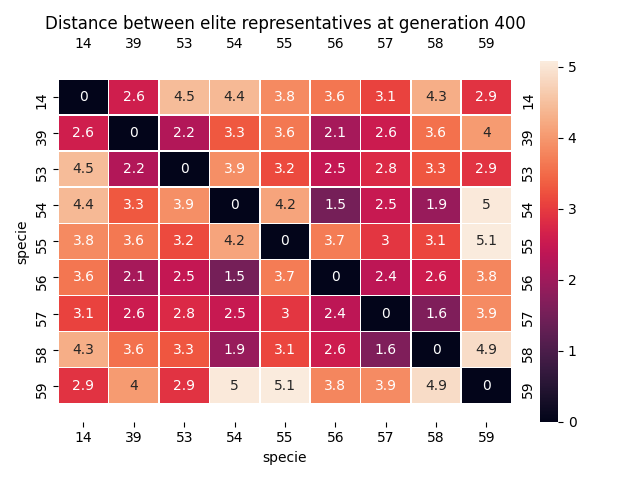 Distance between elite representatives at generation 400
14 39 53 54 55 56 57 58 59
14 0 2.6 4.5 4.4 3.8 3.6 3.1 4.3 2.9 14
39 2.6 0 2.2 3.3 3.6 2.1 2.6 3.6 4 39
53 4.5 2.2 0 3.9 3.2 2.5 2.8 3.3 2.9 53
54 4.4 3.3 3.9 0 4.2 1.5 2.5 1.9 5 54
55 3.8 3.6 3.2 4.2 0 3.7 3 3.1 5.1 55
56 3.6 2.1 2.5 1.5 3.7 0 2.4 2.6 3.8 56
57 3.1 2.6 2.8 2.5 3 2.4 0 1.6 3.9 57
58 4.3 3.6 3.3 1.9 3.1 2.6 1.6 0 4.9 58
59 2.9 4 2.9 5 5.1 3.8 3.9 4.9 0 59
14 39 53 54 55 56 57 58 59
specie
specie
5
4
3
2
1
0